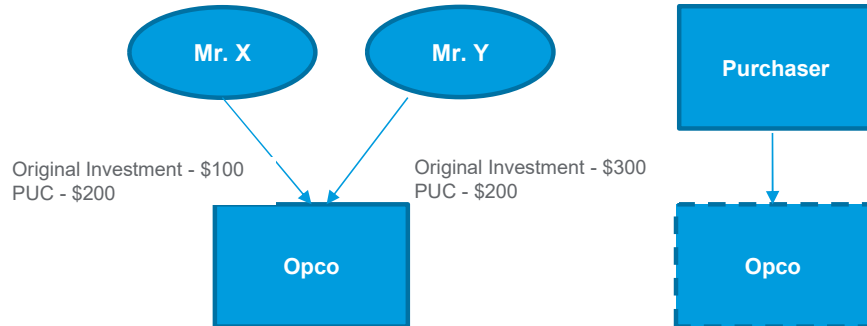 Mr. X
Mr. Y
Purchaser
Original Investment - $100
PUC - $200
Original Investment - $300
PUC - $200
Opco
Opco